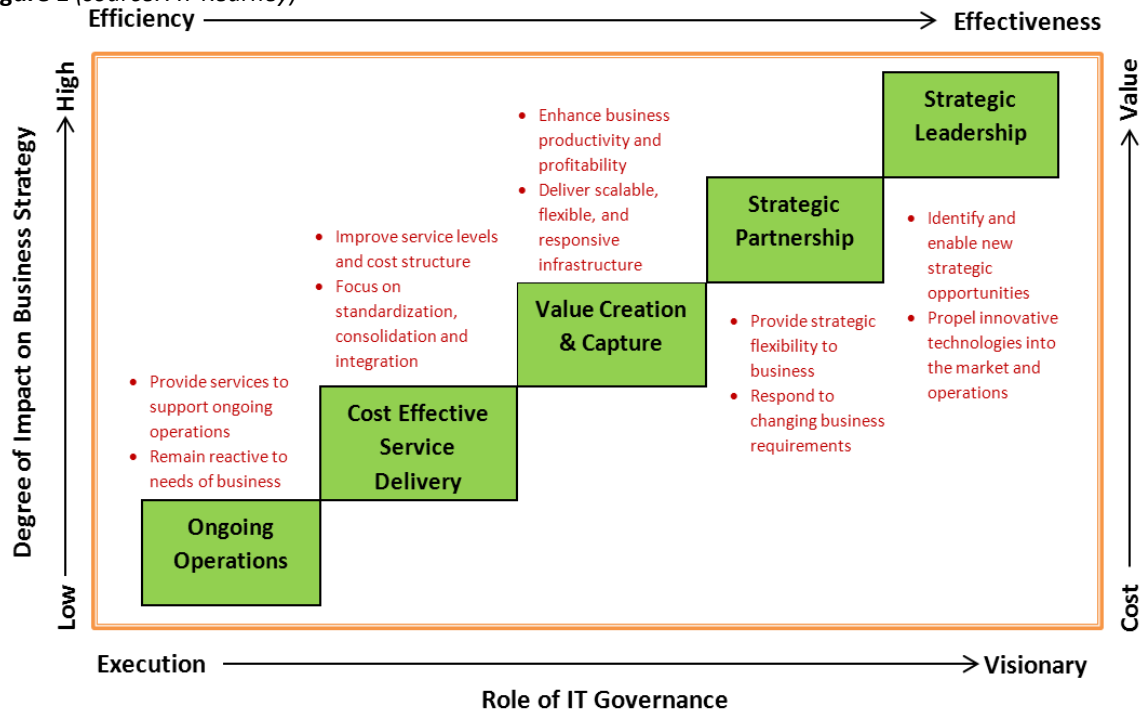 Efficiency
Effectiveness
High
Degree of Impact on Business Strategy
Low
Value
Cost
Strategic
Leadership
• Enhance business
productivity and
profitability
• Deliver scalable,
flexible, and
responsive
infrastructure
Strategic
Partnership
• Identify and
enable new
strategic
opportunities
• Propel innovative
technologies into
the market and
operations
• Improve service levels
and cost structure
• Focus on
standardization,
consolidation and
integration
Value Creation
& Capture
• Provide strategic
flexibility to
business
• Respond to
changing business
requirements
• Provide services to
support ongoing
operations
• Remain reactive to
needs of business
Cost Effective
Service
Delivery
Ongoing
Operations
Execution
Visionary
Role of IT Governance